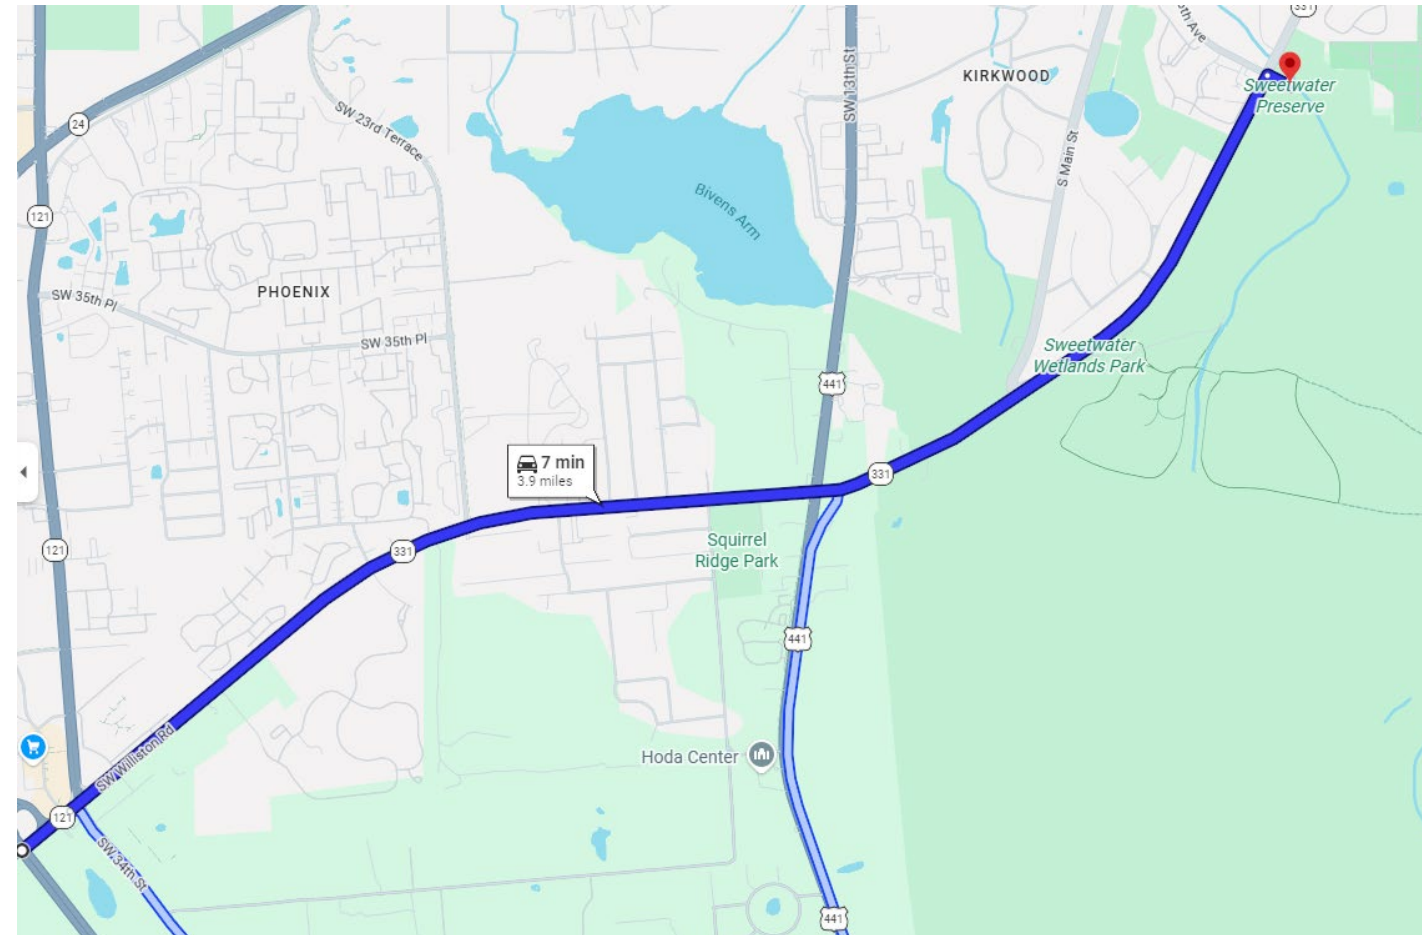 331
6th Ave
KIRKWOOD
Sweetwater
Preserve
24
SW 23rd Terrace
SW 13th St
S Main St
121
Bivens Arm
PHOENIX
SW 35th Pl
SW 35th Pl
441
Sweetwater
Wetlands Park
7 min
3.9 miles
331
121
331
Squirrel
Ridge Park
441
SW Williston Rd
Hoda Center
121
SW 34th St
441